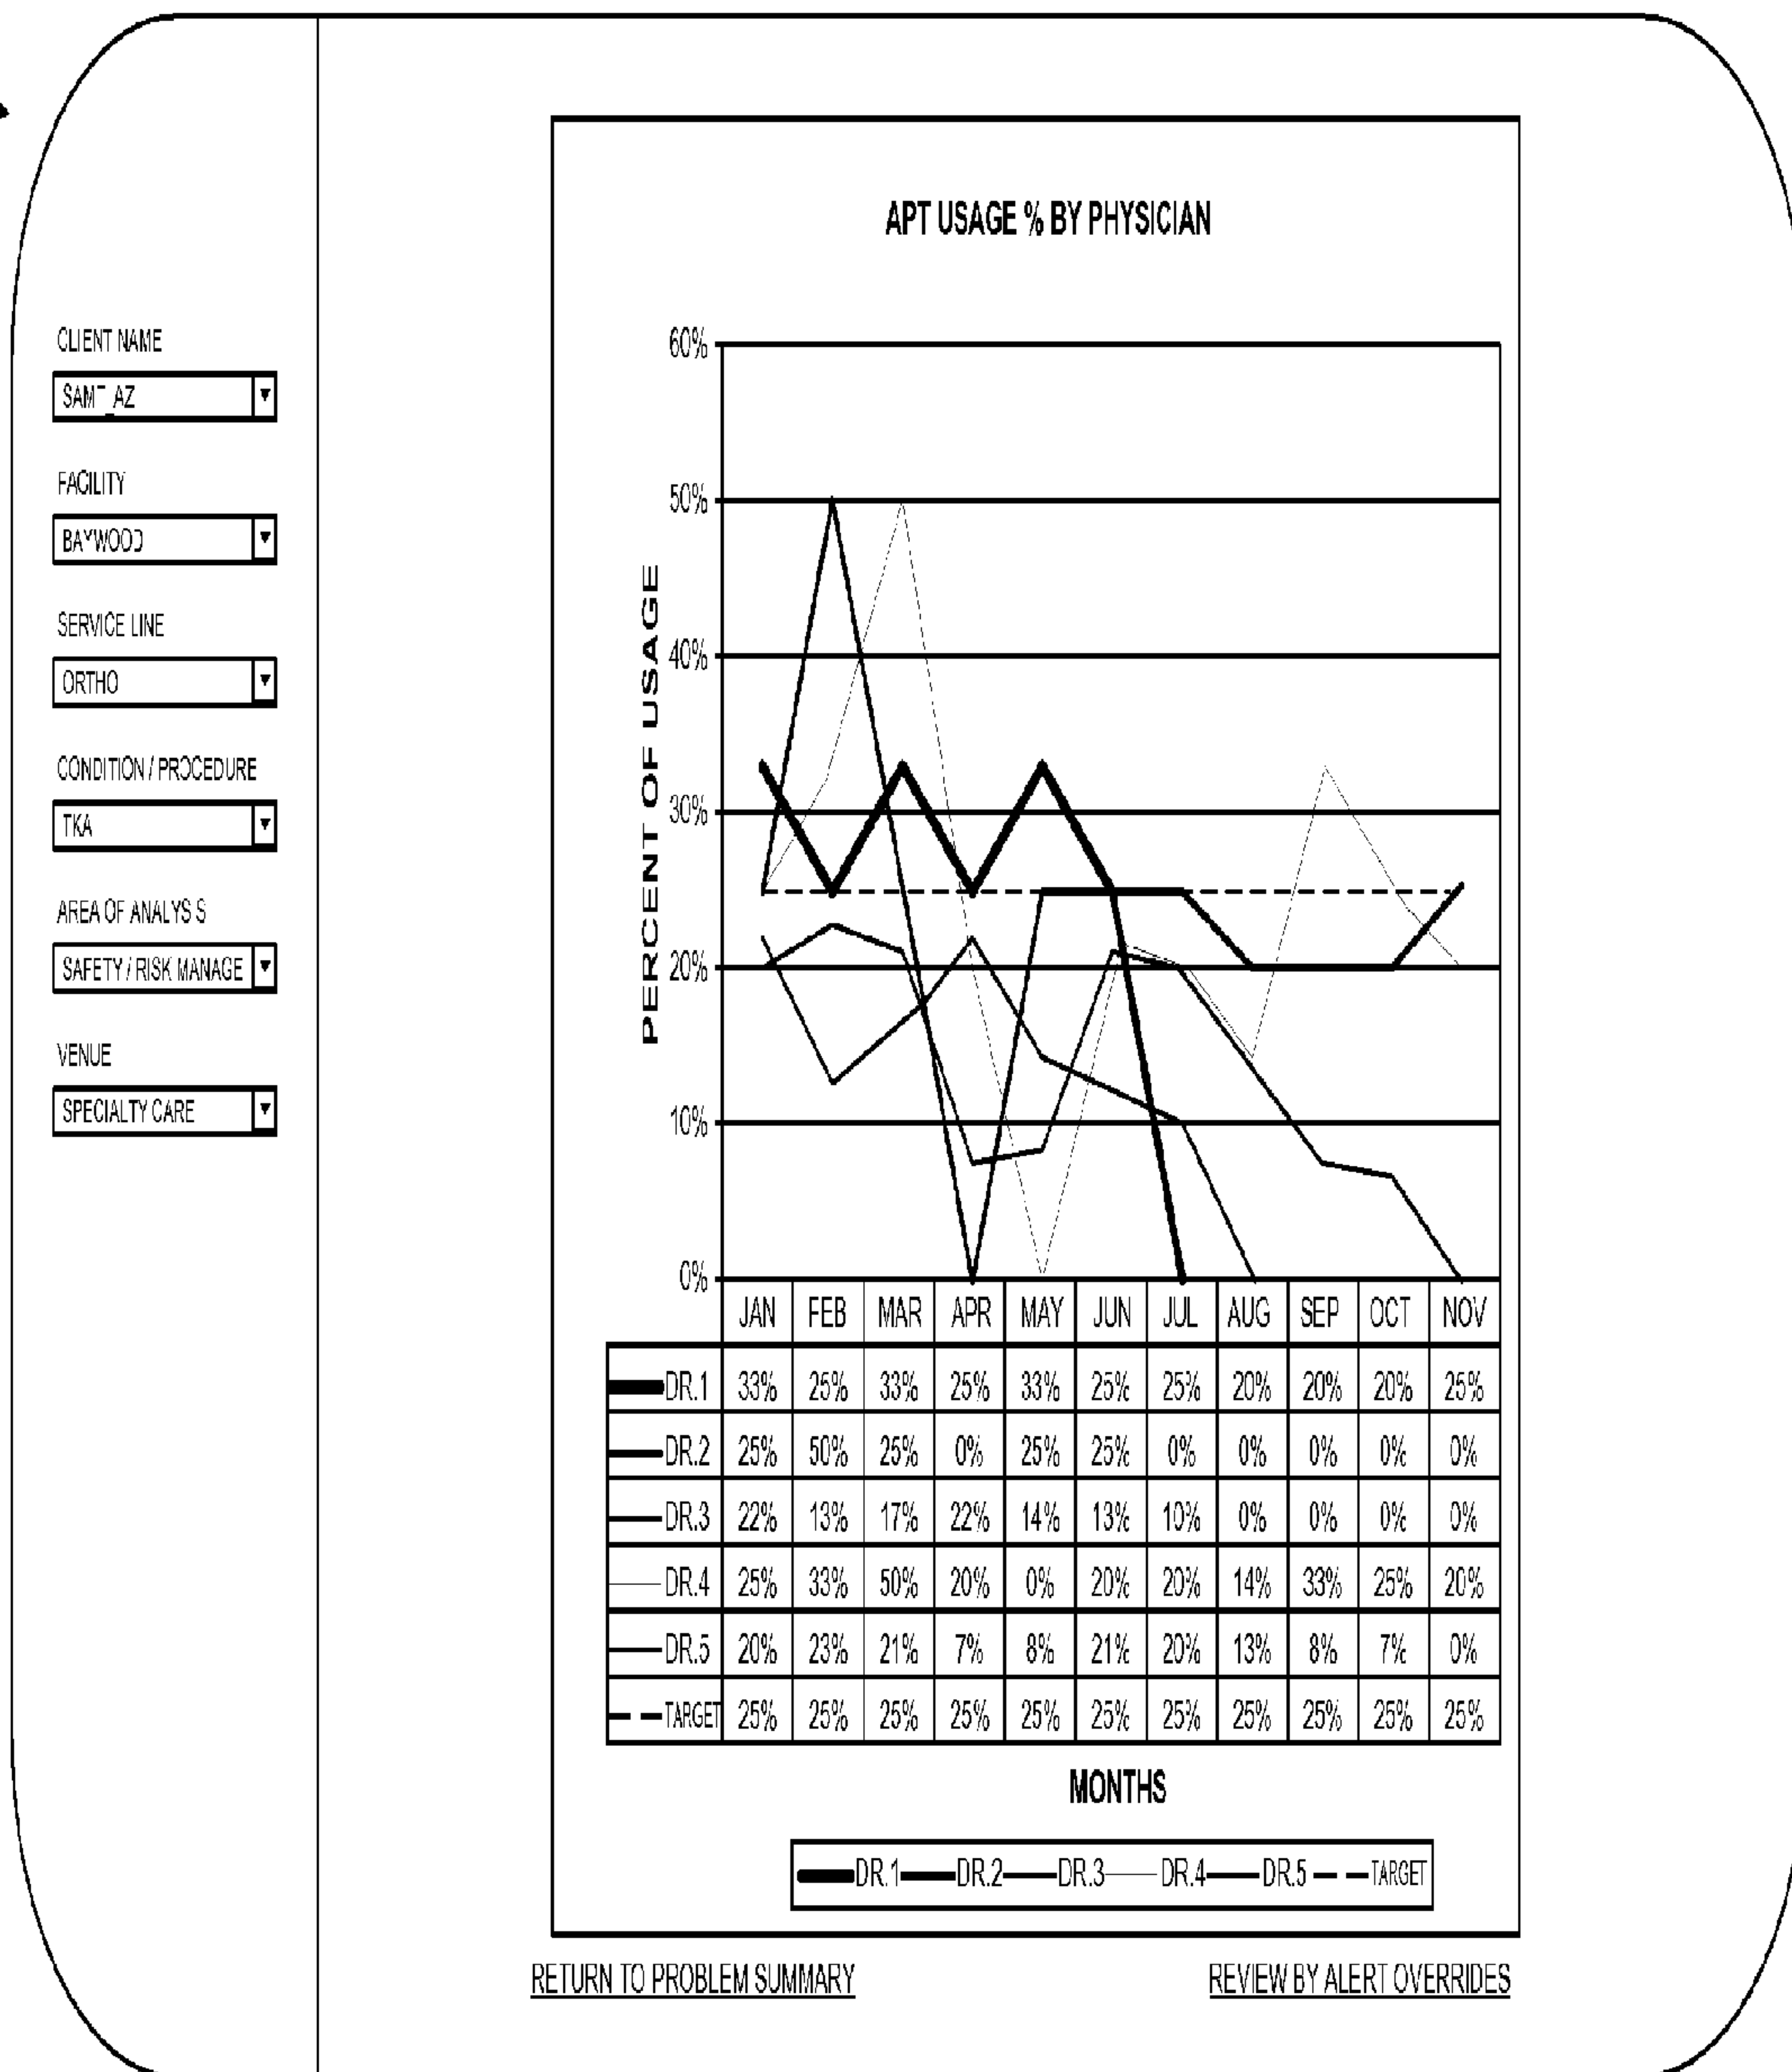 CLIENT NAME
SAMT_AZ
FACILITY
BAYWOOD
SERVICE LINE
ORTHO
CONDITION / PROCEDURE
TKA
AREA OF ANALYSIS
SAFETY / RISK MANAGE
VENUE
SPECIALTY CARE
APT USAGE % BY PHYSICIAN
PERCENT OF USAGE
60%
50%
40%
30%
20%
10%
0%
JAN FEB MAR APR MAY JUN JUL AUG SEP OCT NOV
DR.1 33% 25% 33% 25% 33% 25% 25% 20% 20% 20% 25%
DR.2 25% 50% 25% 0% 25% 25% 0% 0% 0% 0% 0%
DR.3 22% 13% 17% 22% 14% 13% 10% 0% 0% 0% 0%
DR.4 25% 33% 50% 20% 0% 20% 20% 14% 33% 25% 20%
DR.5 20% 23% 21% 7% 8% 21% 20% 13% 8% 7% 0%
TARGET 25% 25% 25% 25% 25% 25% 25% 25% 25% 25% 25%
MONTHS
DR.1 DR.2 DR.3 DR.4 DR.5 TARGET
RETURN TO PROBLEM SUMMARY
REVIEW BY ALERT OVERRIDES